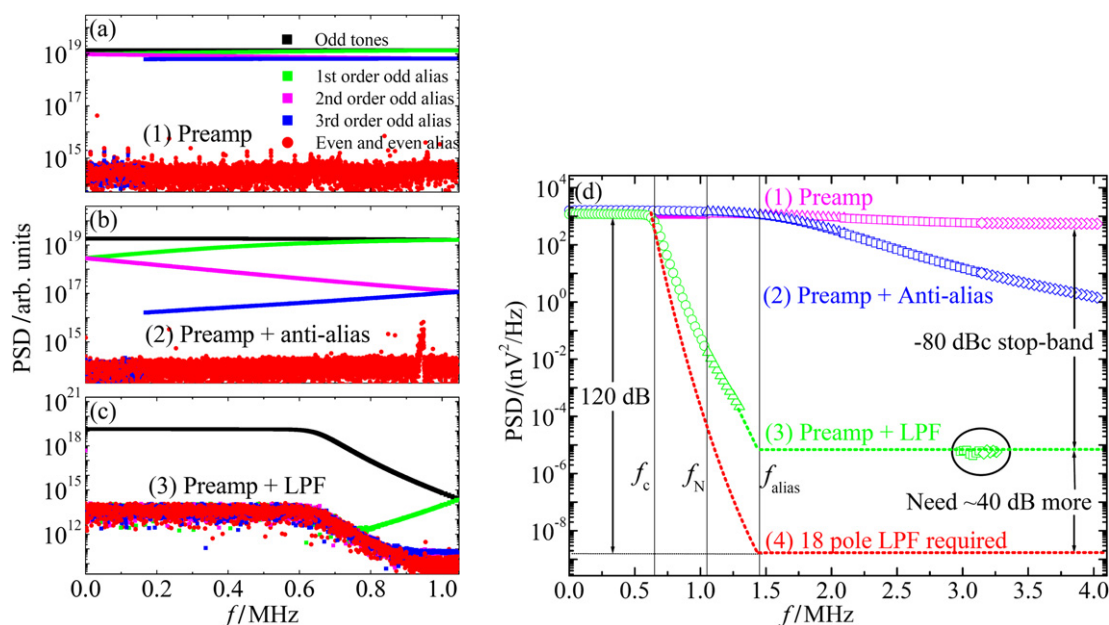 (a)
10^19
10^17
10^15
Odd tones
1st order odd alias
2nd order odd alias
3rd order odd alias
Even and even alias
(1) Preamp
(b)
10^19
10^17
10^15
(2) Preamp + anti-alias
PSD/arb. units
(c)
10^21
10^18
10^15
10^12
(3) Preamp + LPF
0.0 0.2 0.4 0.6 0.8 1.0
f/MHz
(d)
10^4
10^2
10^0
10^-2
10^-4
10^-6
10^-8
PSD/(nV^2/Hz)
(1) Preamp
(2) Preamp + Anti-alias
-80 dBc stop-band
120 dB
(3) Preamp + LPF
f_c
f_N
f_alias
Need ~40 dB more
(4) 18 pole LPF required
0.0 0.5 1.0 1.5 2.0 2.5 3.0 3.5 4.0
f/MHz